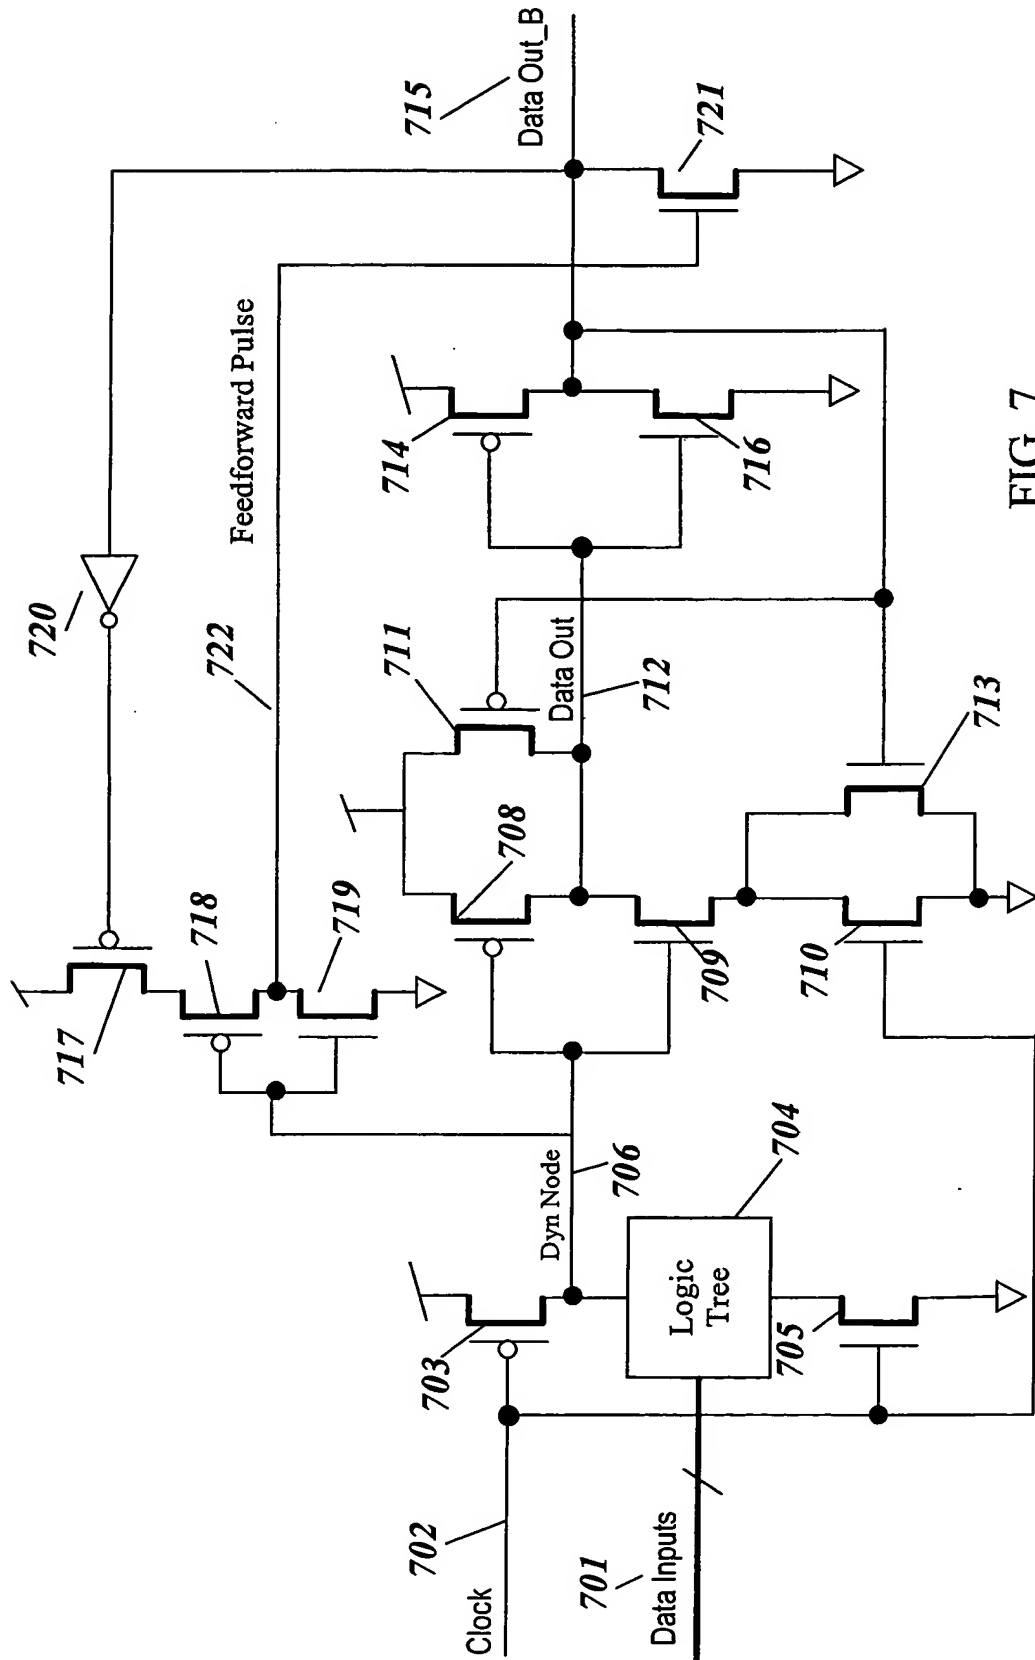 Clock
702
701
Data Inputs
703
Logic
Tree
704
705
Dyn Node
706
717
718
719
720
722
Feedforward Pulse
708
709
710
711
Data Out
712
713
714
716
715
Data Out_B
721
FIG. 7